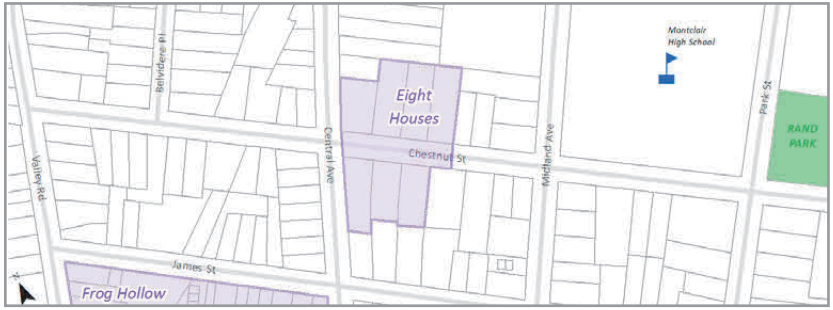 Montclair
High School
Belvidere Pl
Eight
Houses
Park St
RAND
PARK
Central Ave
Chestnut St
Midland Ave
Valley Rd
James St
Frog Hollow